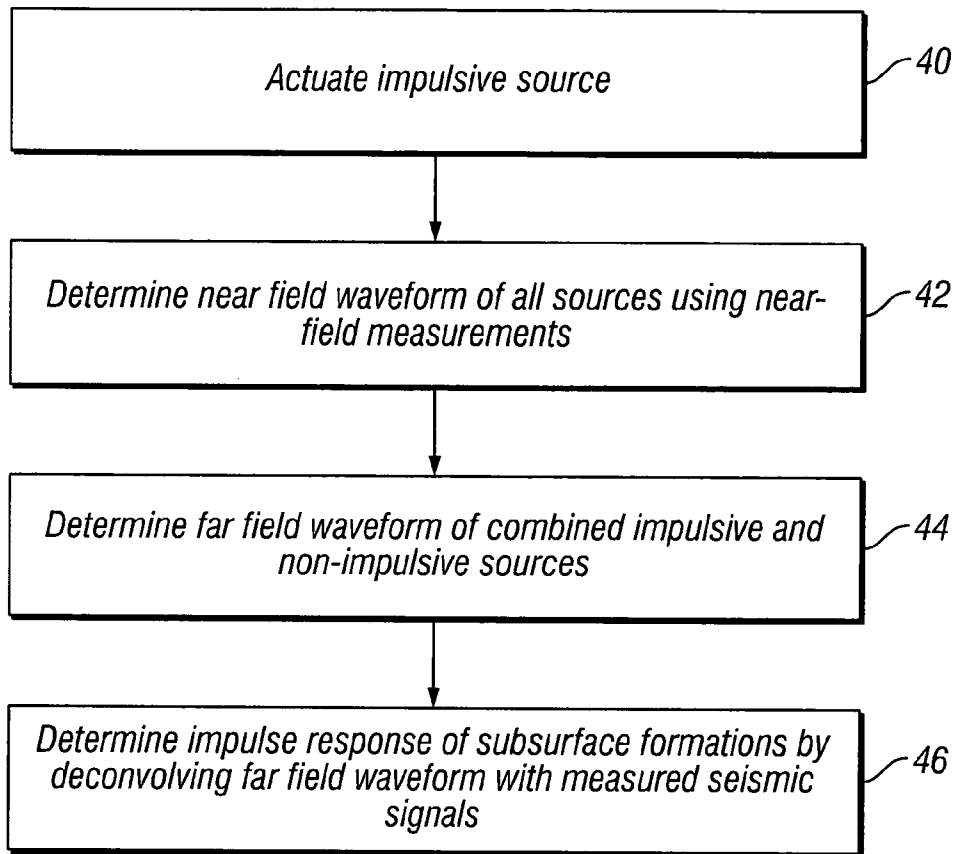 Actuate impulsive source
40
Determine near field waveform of all sources using near-
field measurements
42
Determine far field waveform of combined impulsive and
non-impulsive sources
44
Determine impulse response of subsurface formations by
deconvolving far field waveform with measured seismic
signals
46